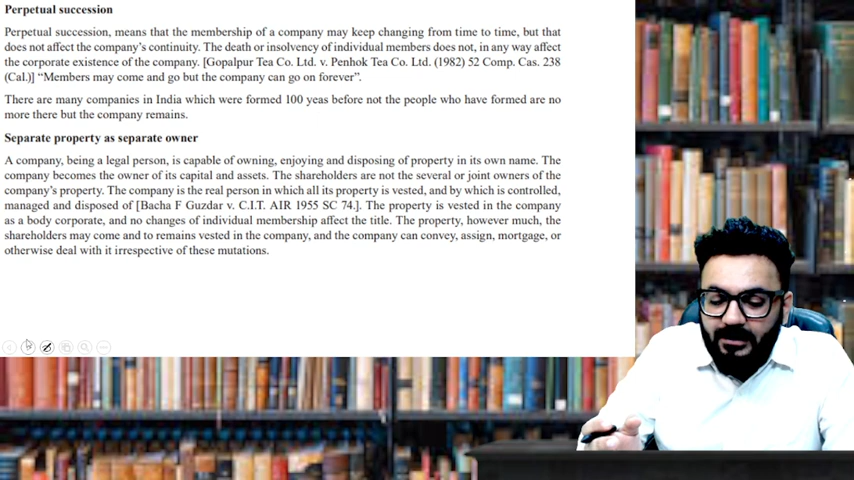 Perpetual succession
Perpetual succession, means that the membership of a company may keep changing from time to time, but that
does not affect the company's continuity. The death or insolvency of individual members does not, in any way affect
the corporate existence of the company. [Gopalpur Tea Co. Ltd. v. Penhok Tea Co. Ltd. (1982) 52 Comp. Cas. 238
(Cal.)] “Members may come and go but the company can go on forever”.
There are many companies in India which were formed 100 yeas before not the people who have formed are no
more there but the company remains.
Separate property as separate owner
A company, being a legal person, is capable of owning, enjoying and disposing of property in its own name. The
company becomes the owner of its capital and assets. The shareholders are not the several or joint owners of the
company's property. The company is the real person in which all its property is vested, and by which is controlled,
managed and disposed of [Bacha F Guzdar v. C.I.T. AIR 1955 SC 74.]. The property is vested in the company
as a body corporate, and no changes of individual membership affect the title. The property, however much, the
shareholders may come and to remains vested in the company, and the company can convey, assign, mortgage, or
otherwise deal with it irrespective of these mutations.